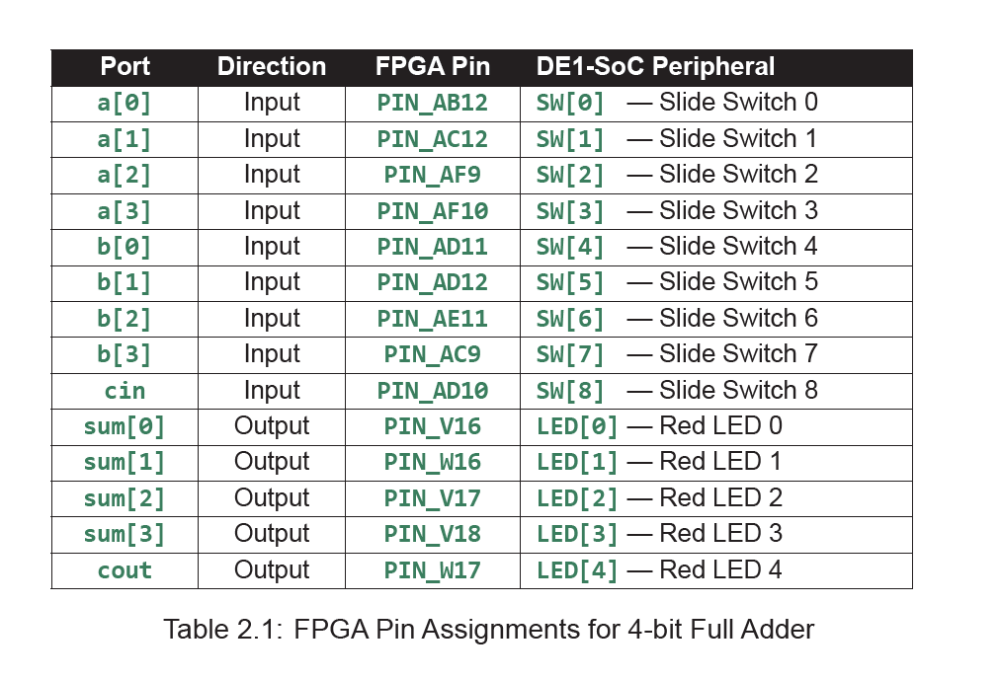 Port Direction FPGA Pin DE1-SoC Peripheral
a[0] Input PIN_AB12 SW[0] — Slide Switch 0
a[1] Input PIN_AC12 SW[1] — Slide Switch 1
a[2] Input PIN_AF9 SW[2] — Slide Switch 2
a[3] Input PIN_AF10 SW[3] — Slide Switch 3
b[0] Input PIN_AD11 SW[4] — Slide Switch 4
b[1] Input PIN_AD12 SW[5] — Slide Switch 5
b[2] Input PIN_AE11 SW[6] — Slide Switch 6
b[3] Input PIN_AC9 SW[7] — Slide Switch 7
cin Input PIN_AD10 SW[8] — Slide Switch 8
sum[0] Output PIN_V16 LED[0] — Red LED 0
sum[1] Output PIN_W16 LED[1] — Red LED 1
sum[2] Output PIN_V17 LED[2] — Red LED 2
sum[3] Output PIN_V18 LED[3] — Red LED 3
cout Output PIN_W17 LED[4] — Red LED 4
Table 2.1: FPGA Pin Assignments for 4-bit Full Adder